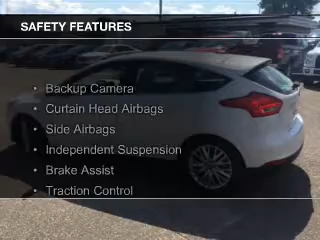 SAFETY FEATURES
• Backup Camera
• Curtain Head Airbags
• Side Airbags
• Independent Suspension
• Brake Assist
• Traction Control